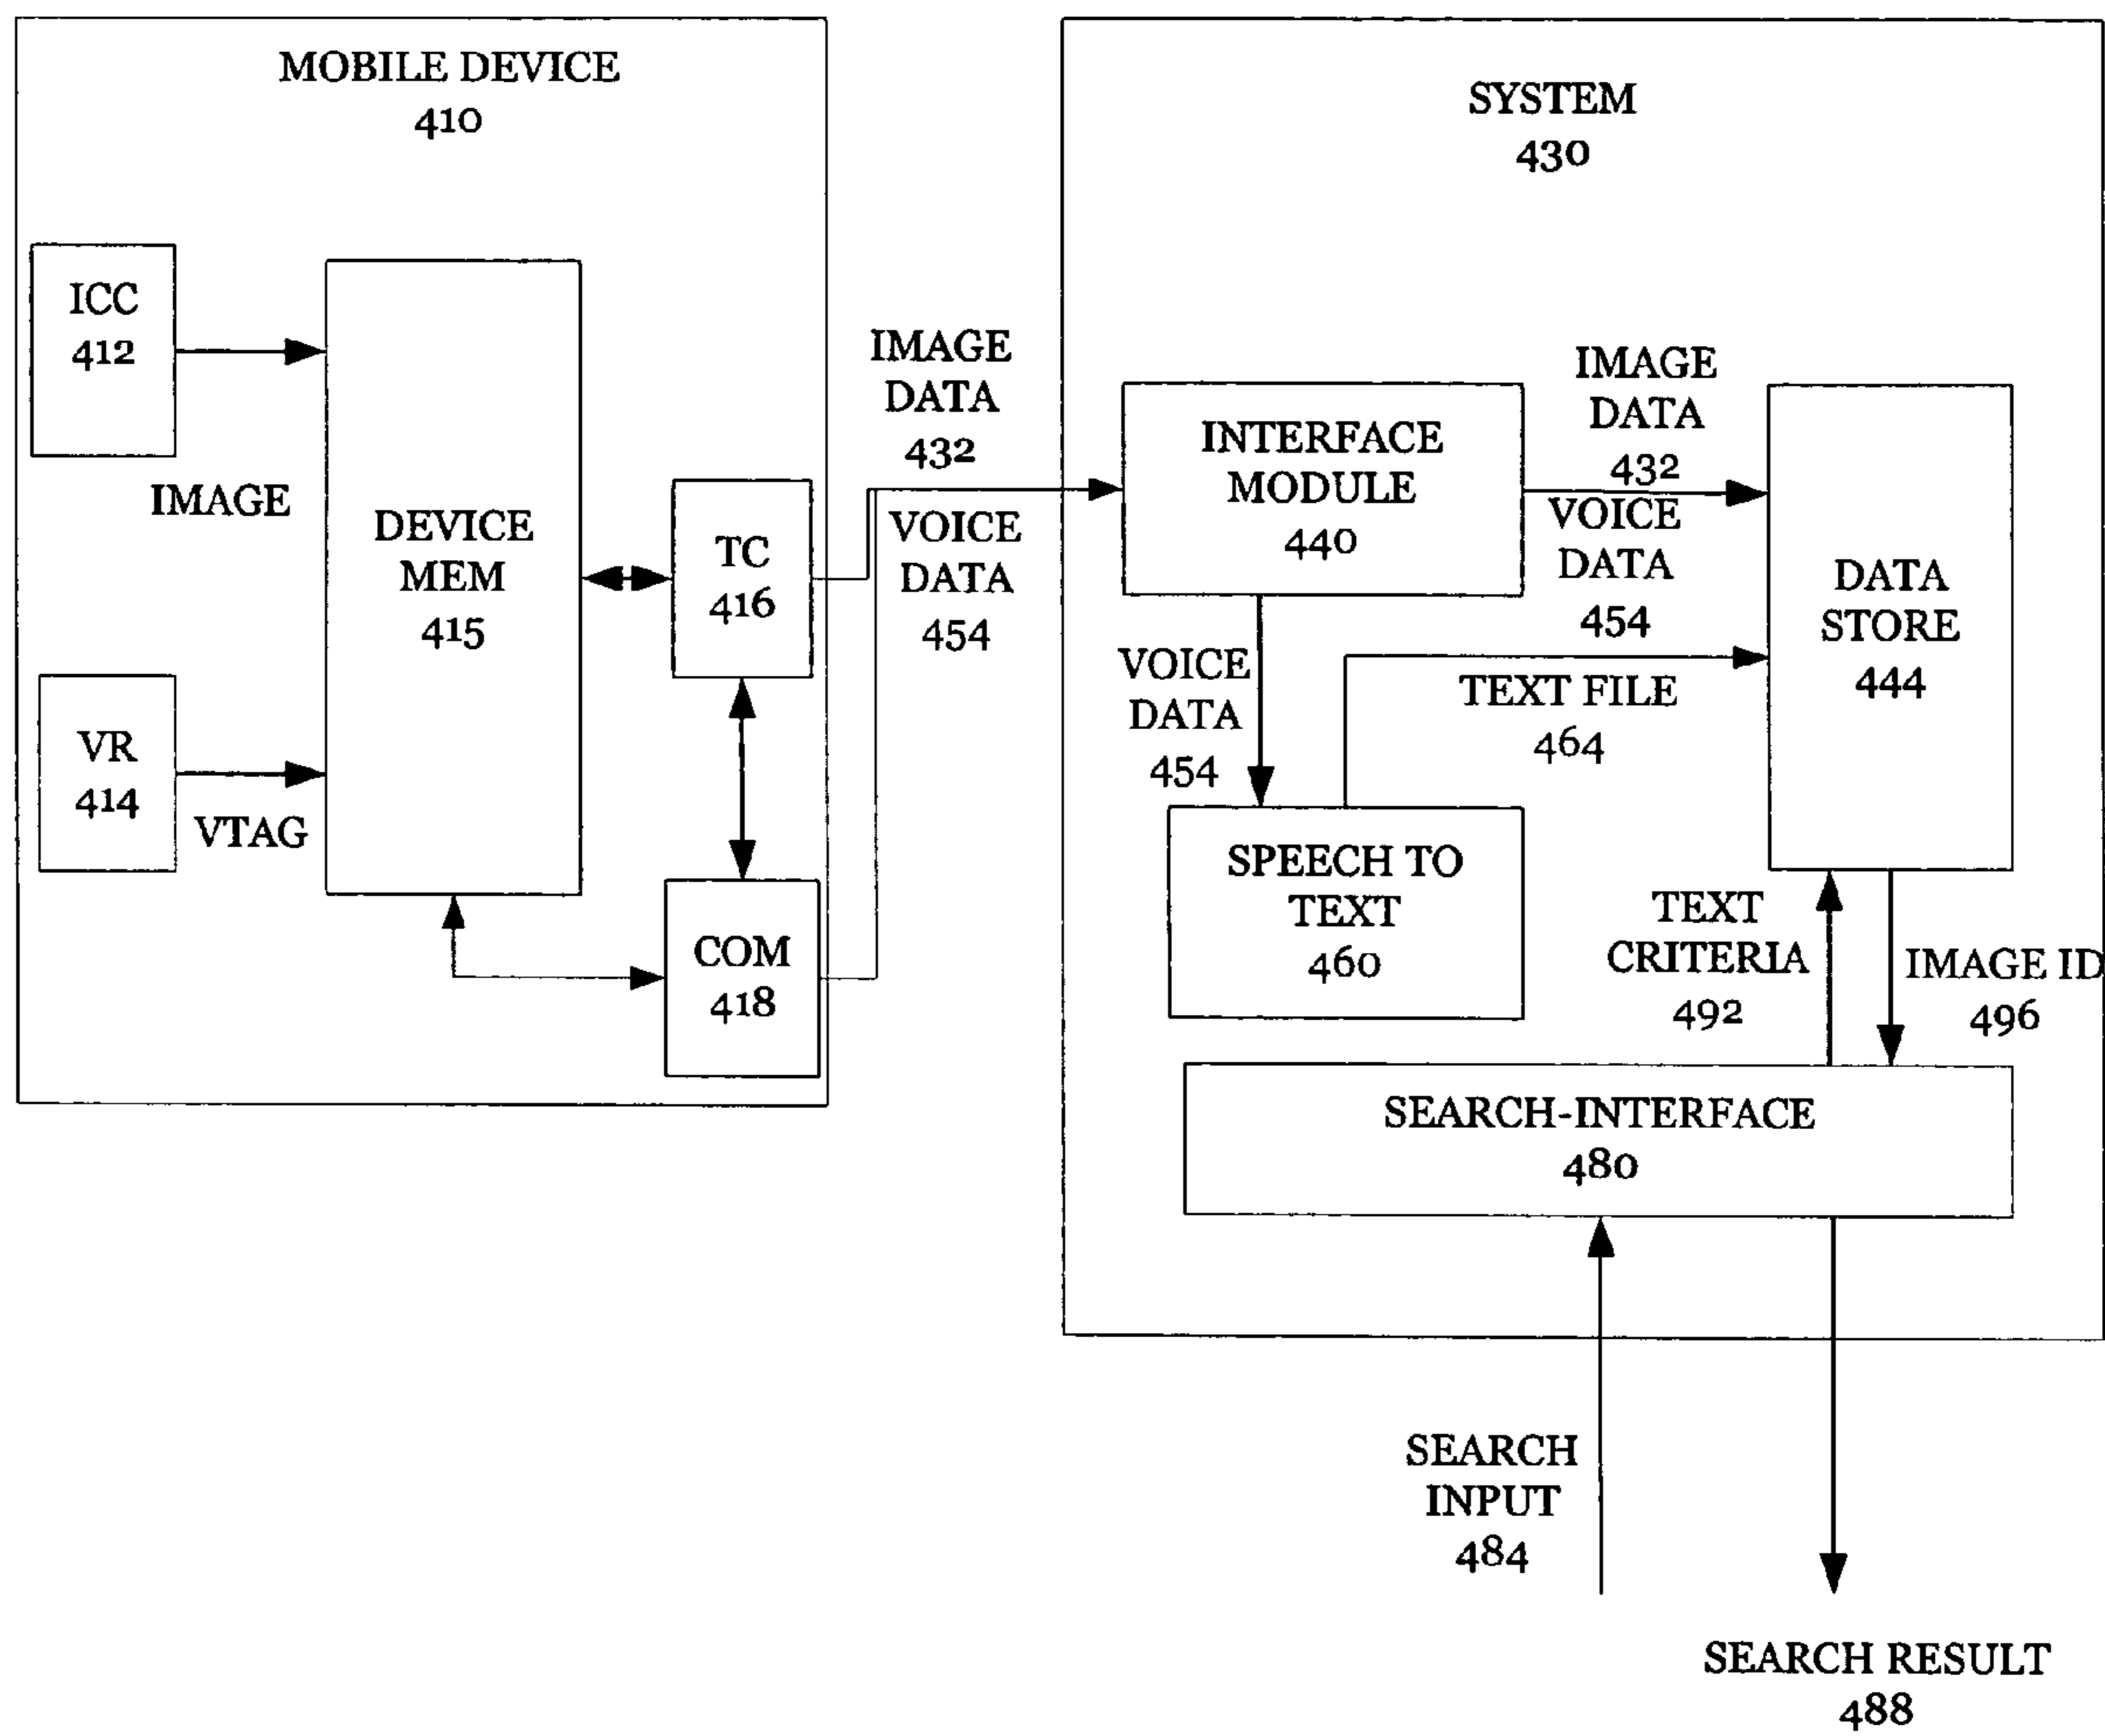 MOBILE DEVICE
410
ICC
412
IMAGE
VR
414
VTAG
DEVICE
MEM
415
TC
416
COM
418
IMAGE
DATA
432
VOICE
DATA
454
SYSTEM
430
INTERFACE
MODULE
440
IMAGE
DATA
432
VOICE
DATA
454
DATA
STORE
444
VOICE
DATA
454
TEXT FILE
464
SPEECH TO
TEXT
460
TEXT
CRITERIA
492
IMAGE ID
496
SEARCH-INTERFACE
480
SEARCH
INPUT
484
SEARCH RESULT
488